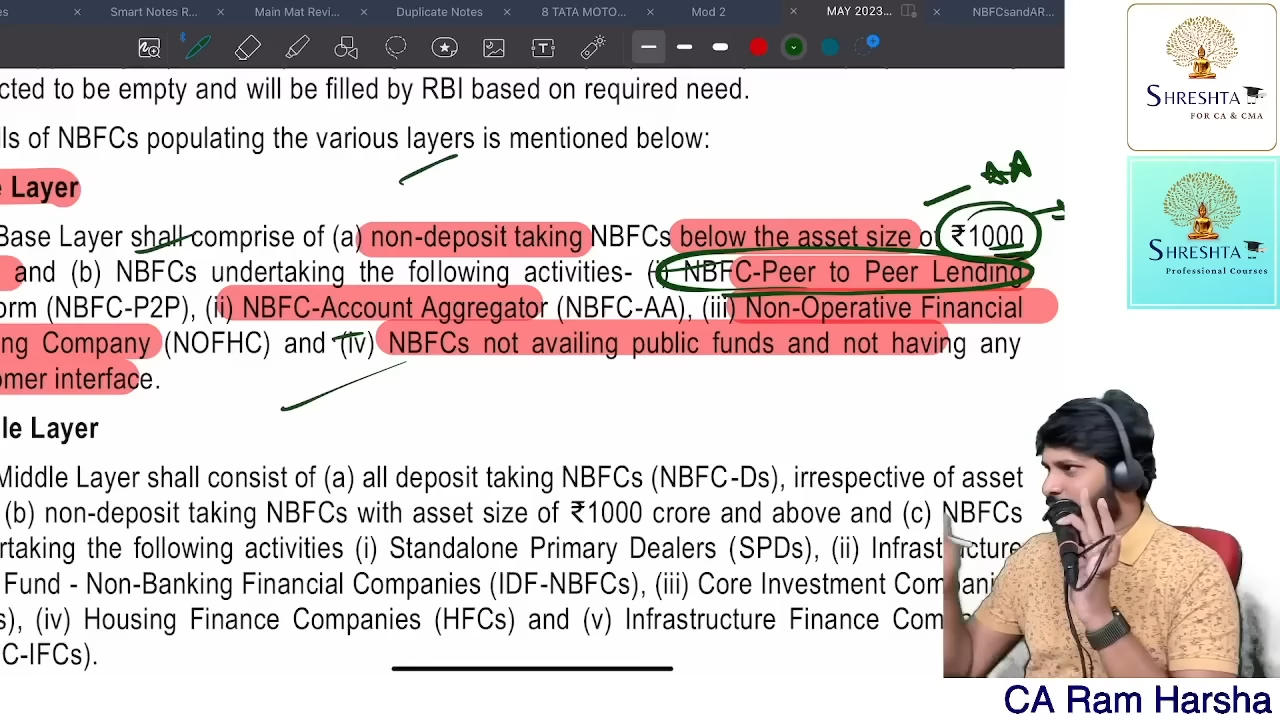 es
Smart Notes R...
Main Mat Revi...
Duplicate Notes
8 TATA MOTO...
Mod 2
MAY 2023...
NBFCsandAR...
SHRESHTA
FOR CA & CMA
cted to be empty and will be filled by RBI based on required need.
ls of NBFCs populating the various layers is mentioned below:
AA
e Layer
Base Layer shall comprise of (a) non-deposit taking NBFCs below the asset size of ₹1000
and (b) NBFCs undertaking the following activities- (i) NBFC-Peer to Peer Lending
orm (NBFC-P2P), (ii) NBFC-Account Aggregator (NBFC-AA), (iii) Non-Operative Financial
ng Company (NOFHC) and (iv) NBFCs not availing public funds and not having any
omer interface.
SHRESHTA
Professional Courses
le Layer
Middle Layer shall consist of (a) all deposit taking NBFCs (NBFC-Ds), irrespective of asset
(b) non-deposit taking NBFCs with asset size of ₹1000 crore and above and (c) NBFCs
rtaking the following activities (i) Standalone Primary Dealers (SPDs), (ii) Infrastructure
Fund - Non-Banking Financial Companies (IDF-NBFCs), (iii) Core Investment Compani
s), (iv) Housing Finance Companies (HFCs) and (v) Infrastructure Finance Com
C-IFCs).
CA Ram Harsha